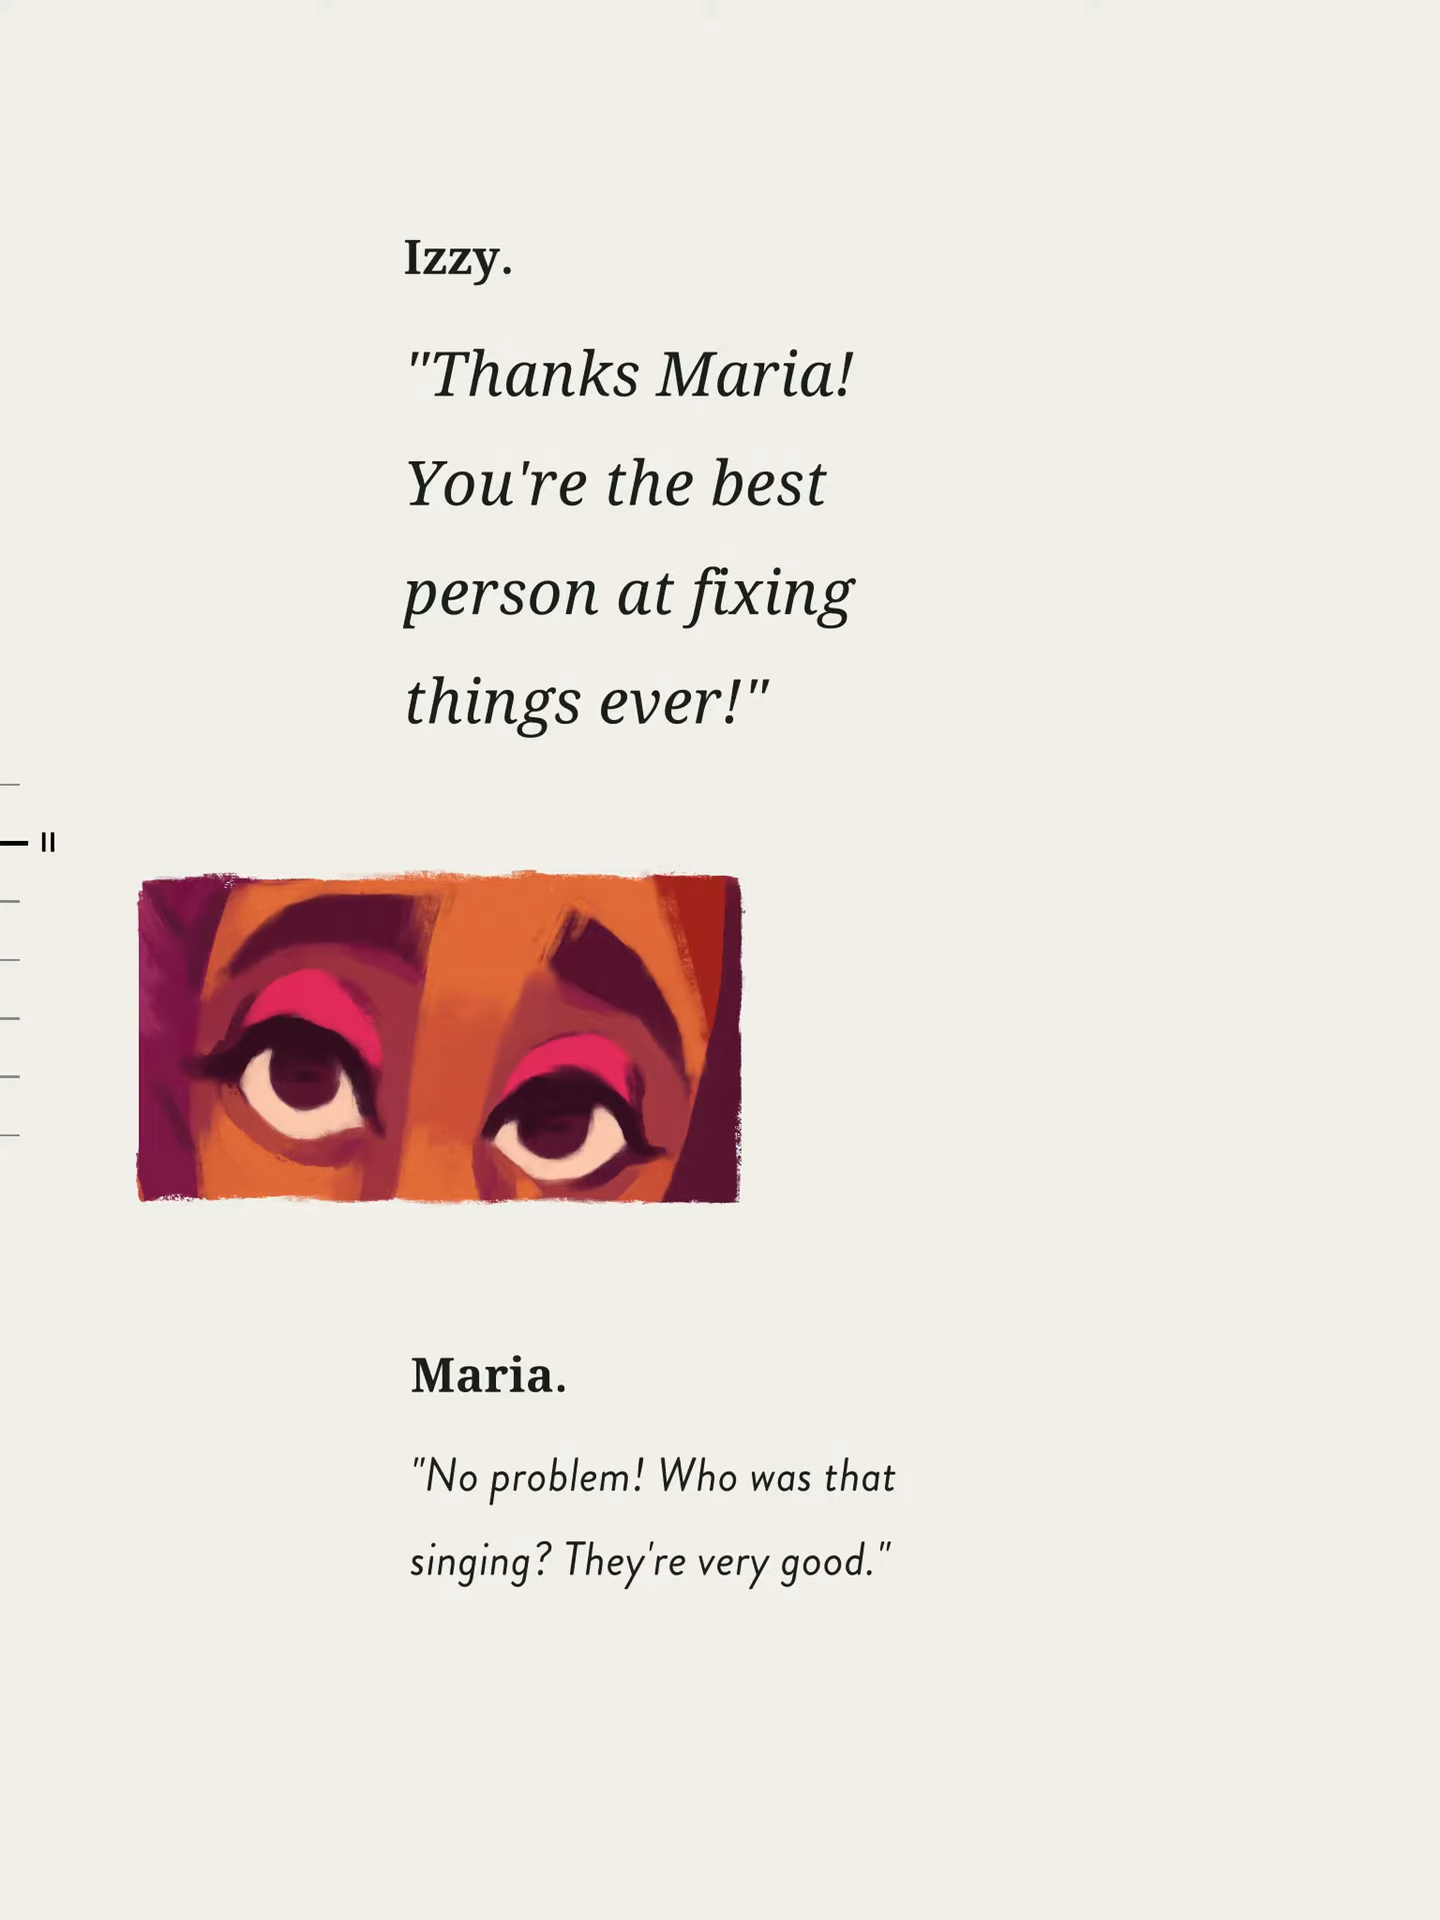 Izzy.
"Thanks Maria!
You're the best
person at fixing
things ever!"
II
Maria.
"No problem! Who was that
singing? They're very good."